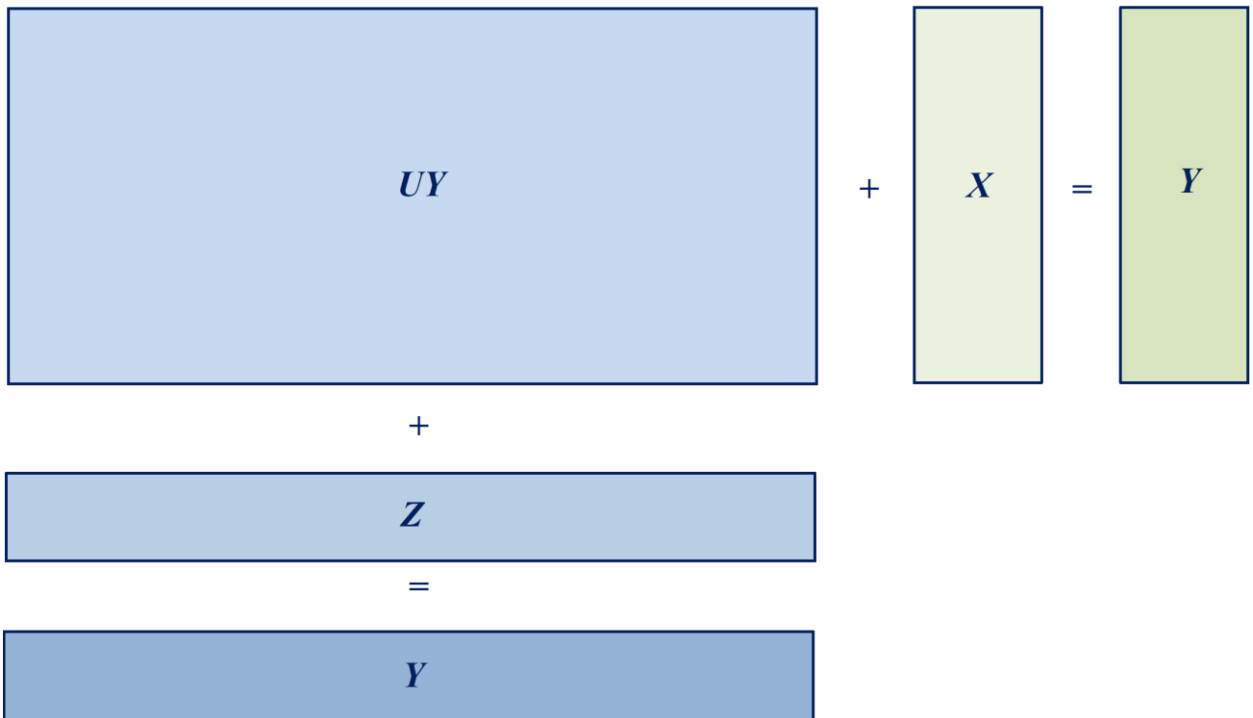 UY + X = Y
+
Z
=
Y